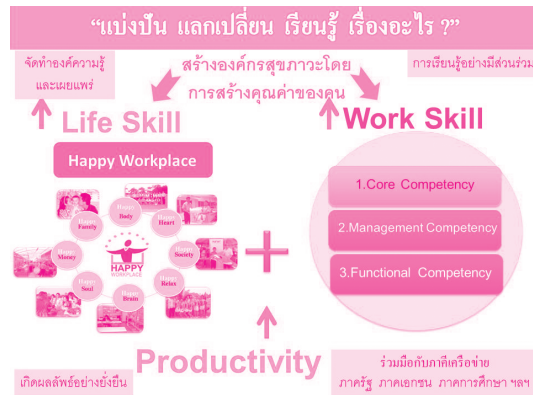 “แบ่งปัน แลกเปลี่ยน เรียนรู้ เรื่องอะไร ?”
จัดทำองค์ความรู้
และเผยแพร่
สร้างองค์กรสุขภาวะโดย
การสร้างคุณค่าของคน
การเรียนรู้อย่างมีส่วนร่วม
Life Skill
Work Skill
Happy Workplace
Happy
Body
Happy
Heart
Happy
Society
Happy
Relax
Happy
Brain
Happy
Soul
Happy
Money
Happy
Family
HAPPY
WORKPLACE
1.Core Competency
2.Management Competency
3.Functional Competency
Productivity
เกิดผลลัพธ์อย่างยั่งยืน
ร่วมมือกับภาคีเครือข่าย
ภาครัฐ ภาคเอกชน ภาคการศึกษา ฯลฯ